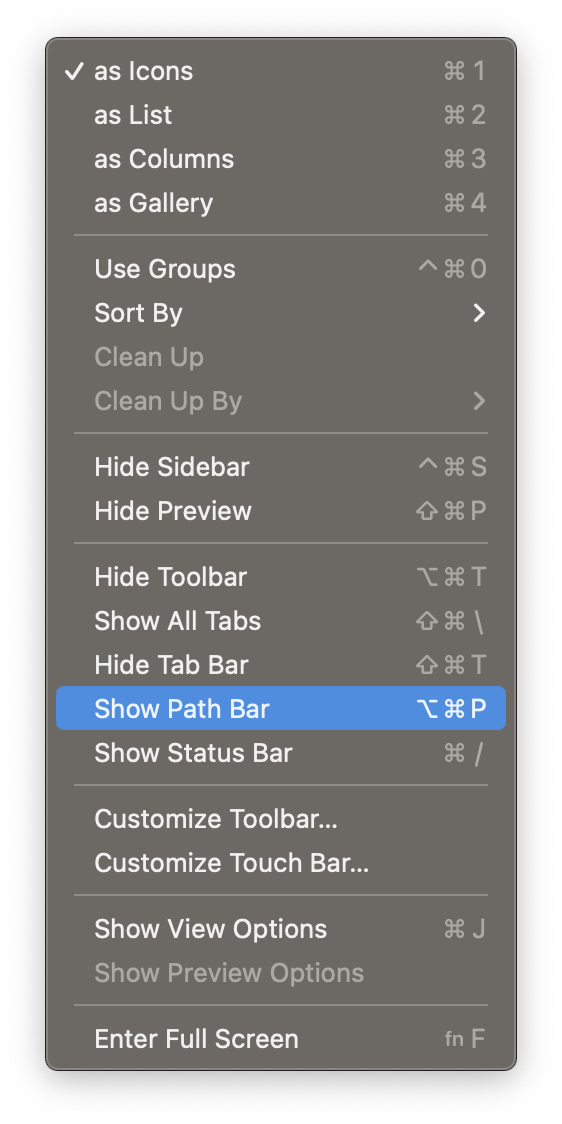 ✓ as Icons ⌘ 1
as List ⌘ 2
as Columns ⌘ 3
as Gallery ⌘ 4
Use Groups ^ ⌘ 0
Sort By >
Clean Up
Clean Up By >
Hide Sidebar ^ ⌘ S
Hide Preview ⇧ ⌘ P
Hide Toolbar ⌥ ⌘ T
Show All Tabs ⇧ ⌘ \
Hide Tab Bar ⇧ ⌘ T
Show Path Bar ⌥ ⌘ P
Show Status Bar ⌘ /
Customize Toolbar...
Customize Touch Bar...
Show View Options ⌘ J
Show Preview Options
Enter Full Screen fn F